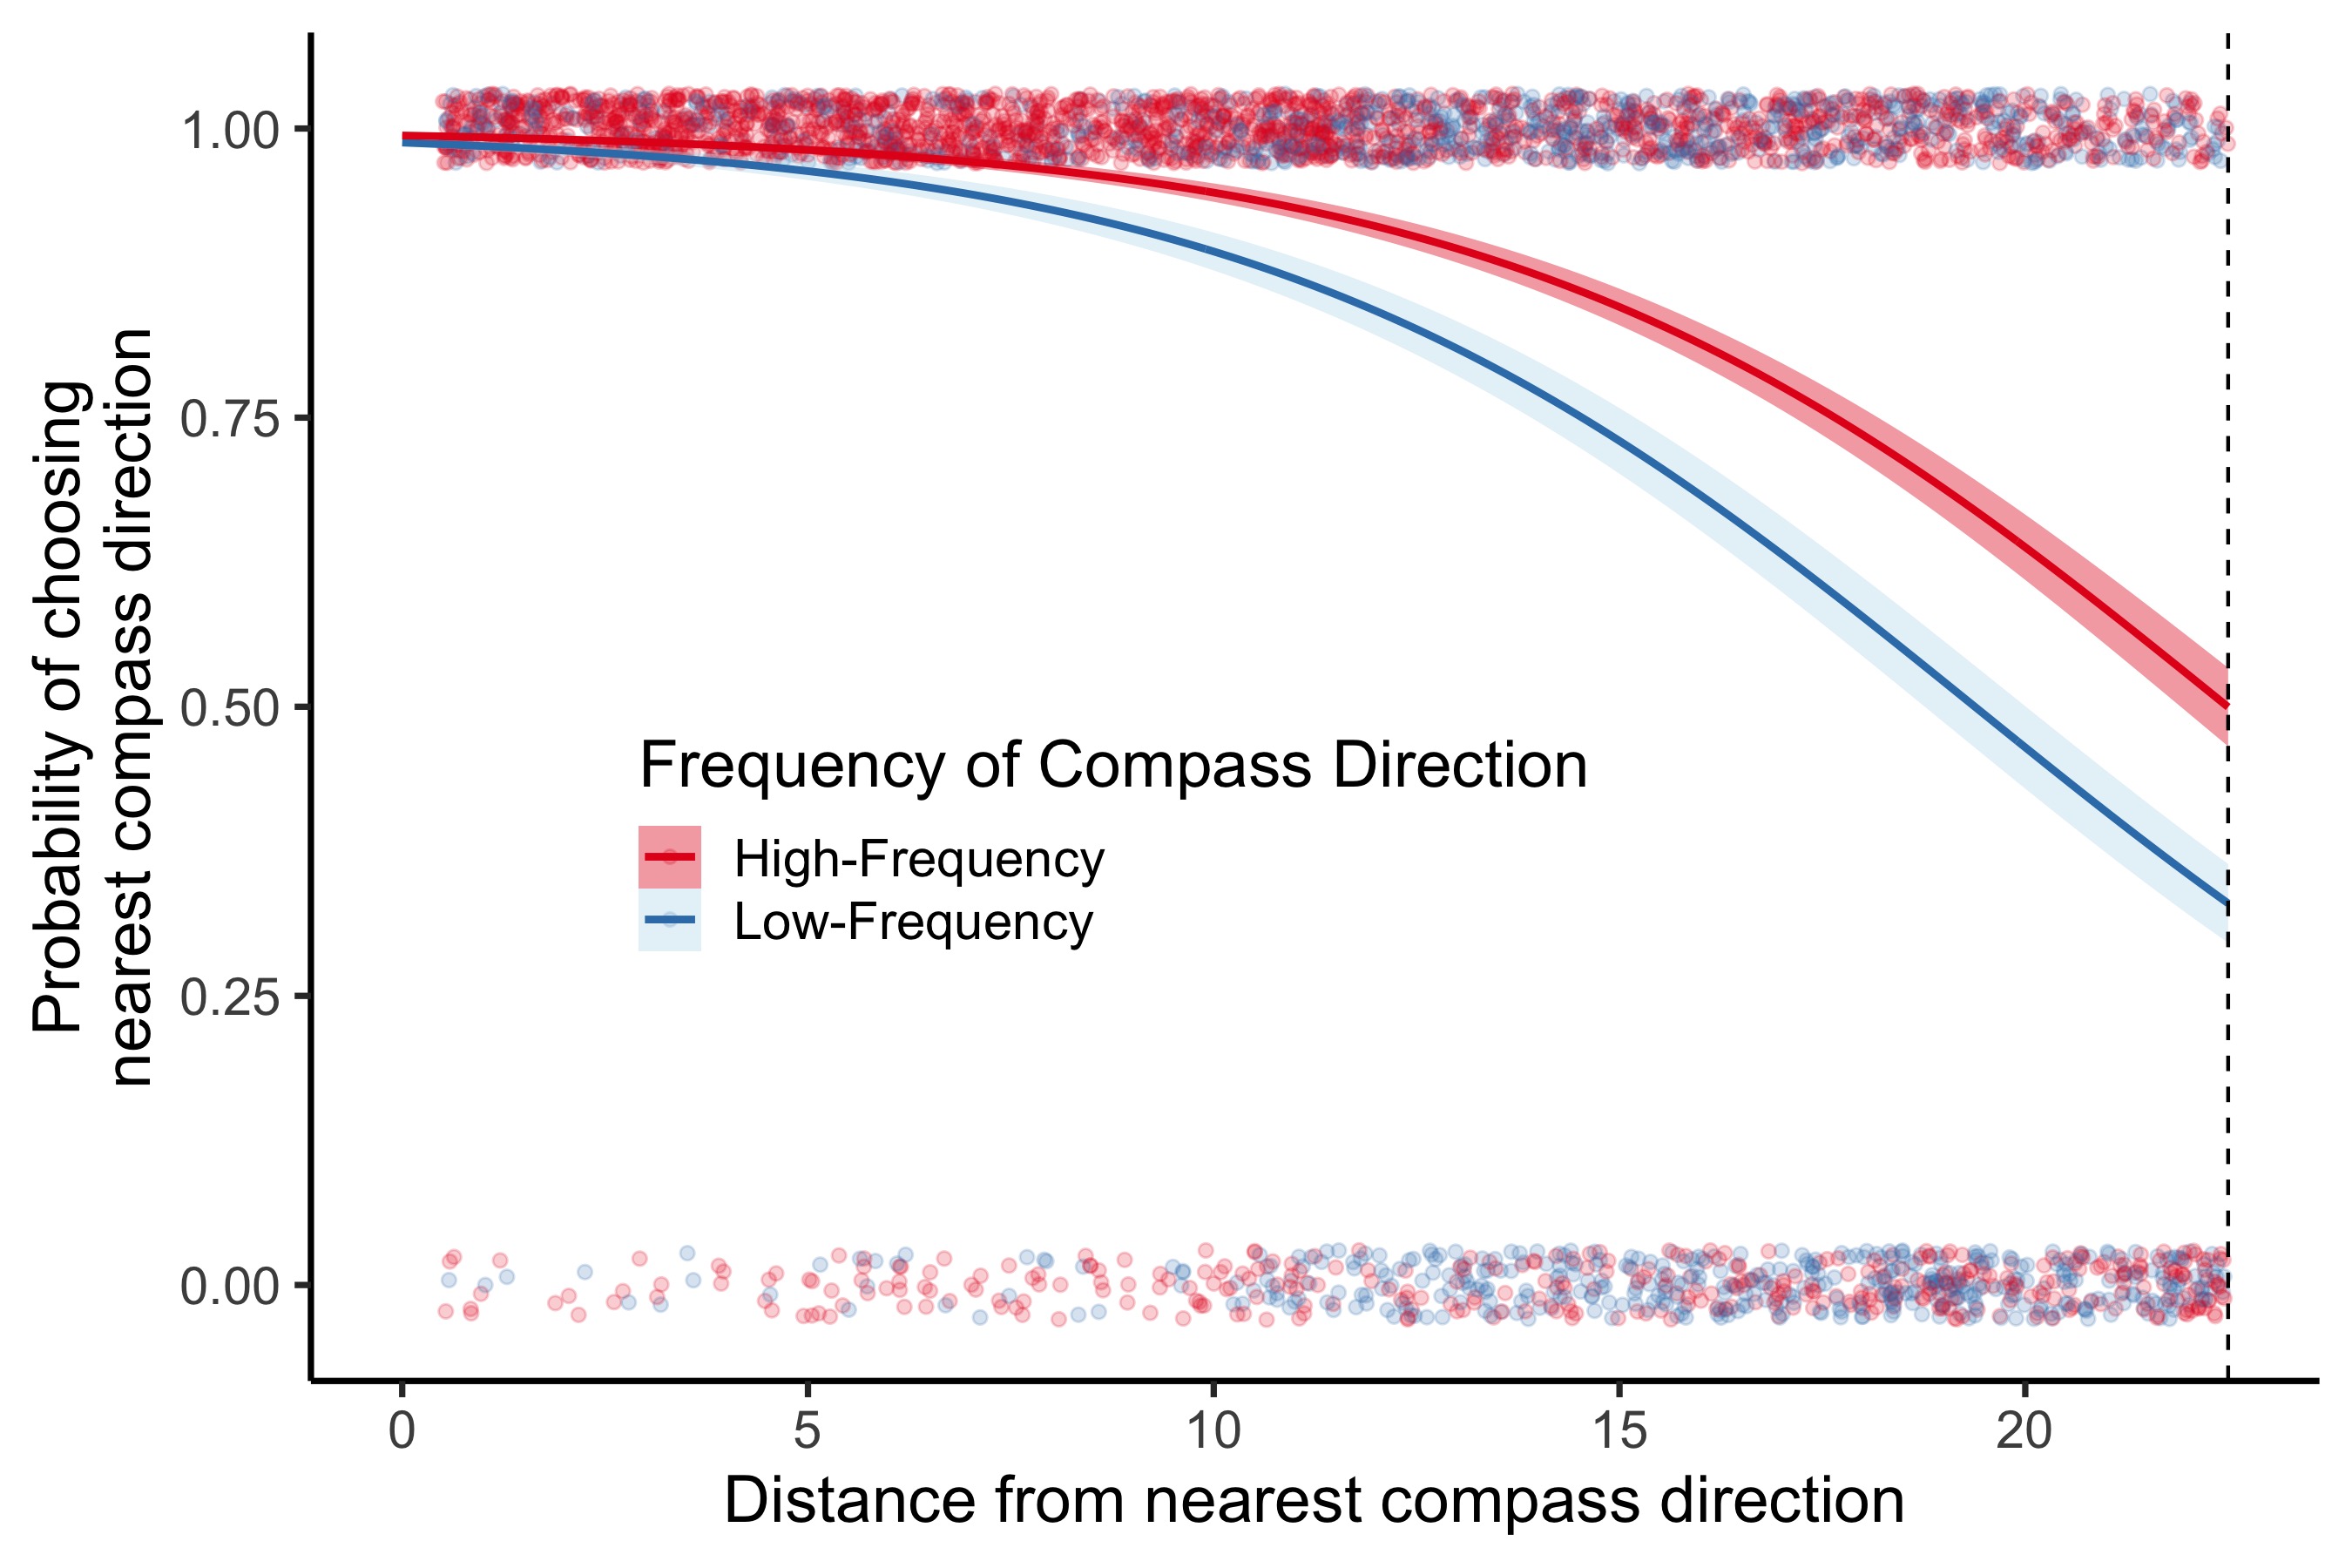 Probability of choosing
nearest compass direction
1.00
0.75
0.50
0.25
0.00
Frequency of Compass Direction
High-Frequency
Low-Frequency
0 5 10 15 20
Distance from nearest compass direction